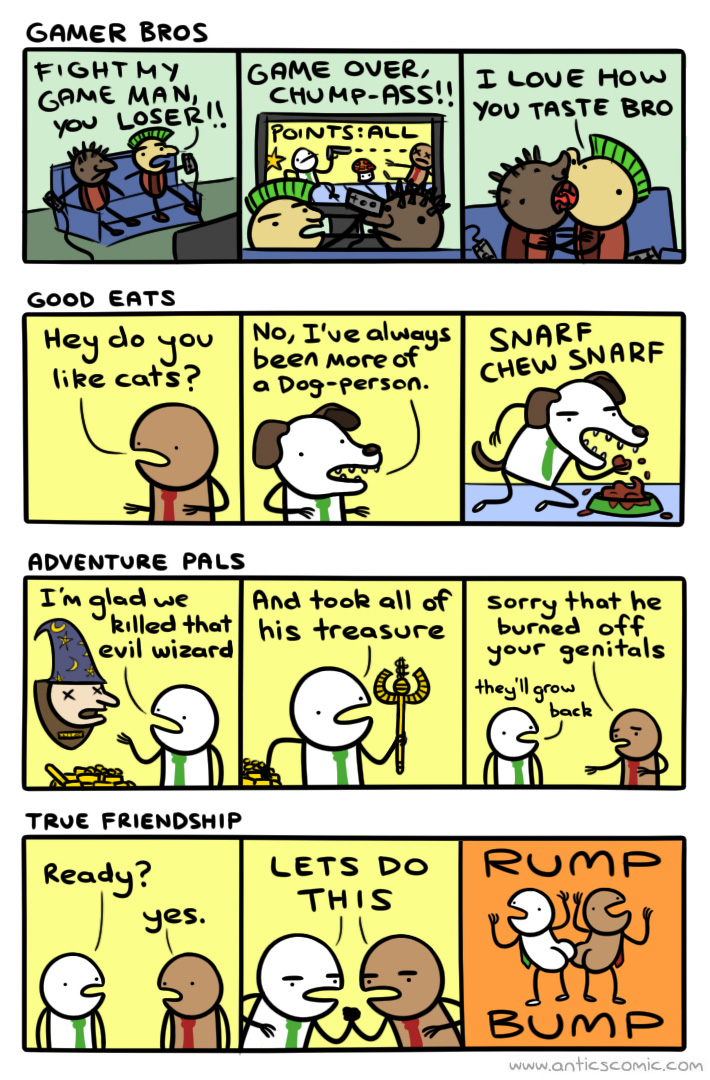 GAMER BROS
FIGHT MY
GAME MAN,
YOU LOSER!!
GAME OVER,
CHUMP-ASS!!
POINTS:ALL
I LOVE HOW
YOU TASTE BRO
GOOD EATS
Hey do you
like cats?
No, I've always
been more of
a Dog-person.
SNARF
CHEW SNARF
ADVENTURE PALS
I'm glad we
killed that
evil wizard
And took all of
his treasure
sorry that he
burned off
your genitals
they'll grow
back
TRUE FRIENDSHIP
Ready?
yes.
LETS DO
THIS
RUMP
BUMP
www.anticscomic.com